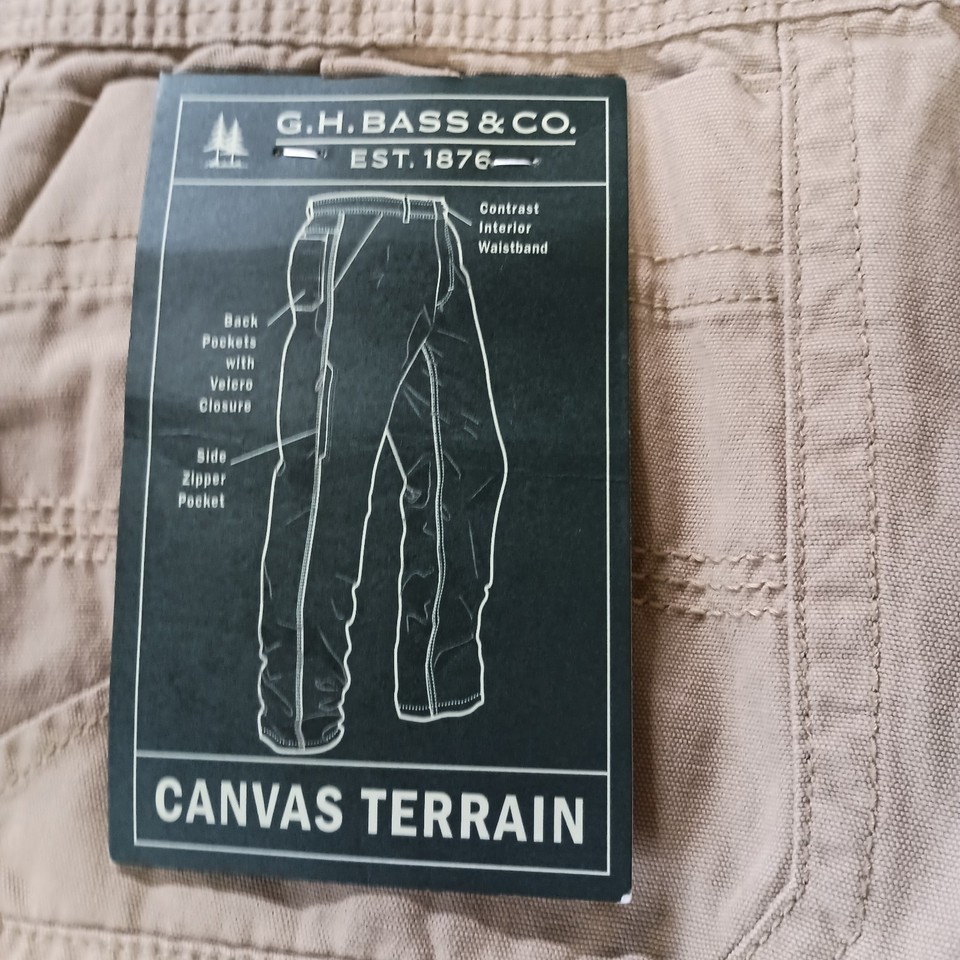 G.H. BASS & CO.
EST. 1876
Contrast
Interior
Waistband
Back
Pockets
with
Velcro
Closure
Side
Zipper
Pocket
CANVAS TERRAIN